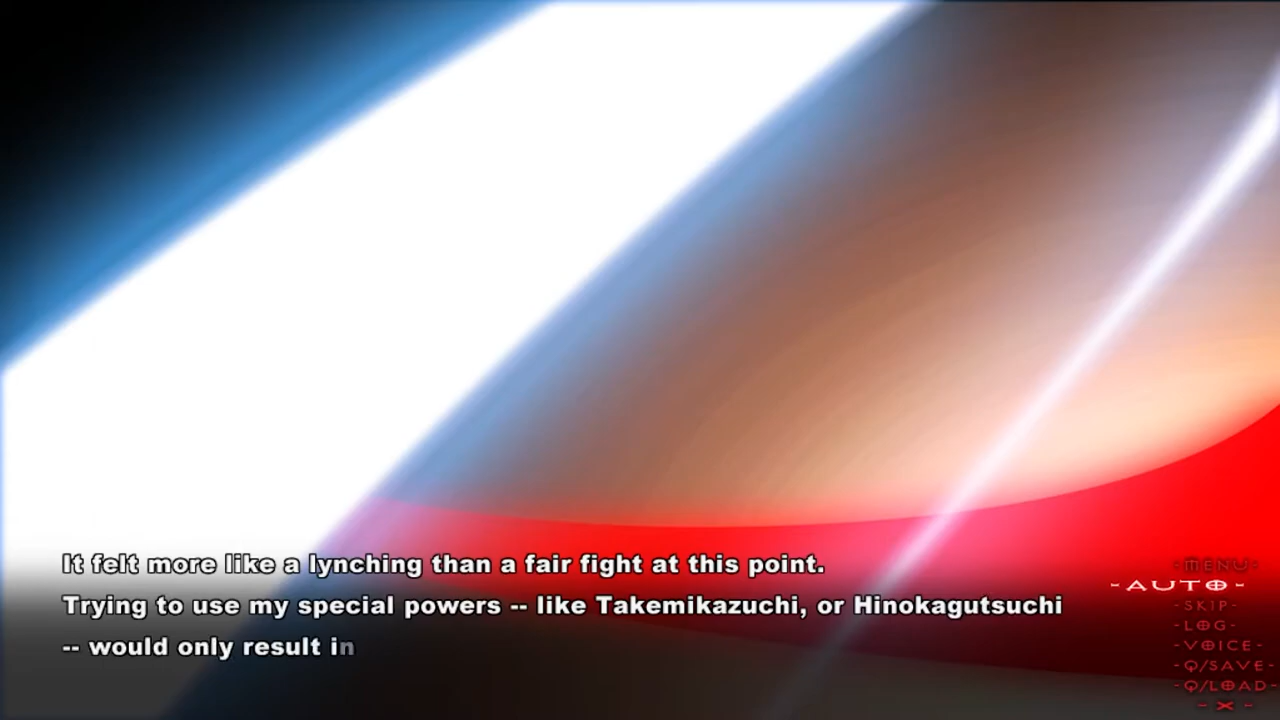 It felt more like a lynching than a fair fight at this point.
Trying to use my special powers -- like Takemikazuchi, or Hinokagutsuchi
-- would only result in
-MENU-
-AUTO-
-SKIP-
-LOG-
-VOICE-
-Q/SAVE-
-Q/LOAD-
-×-